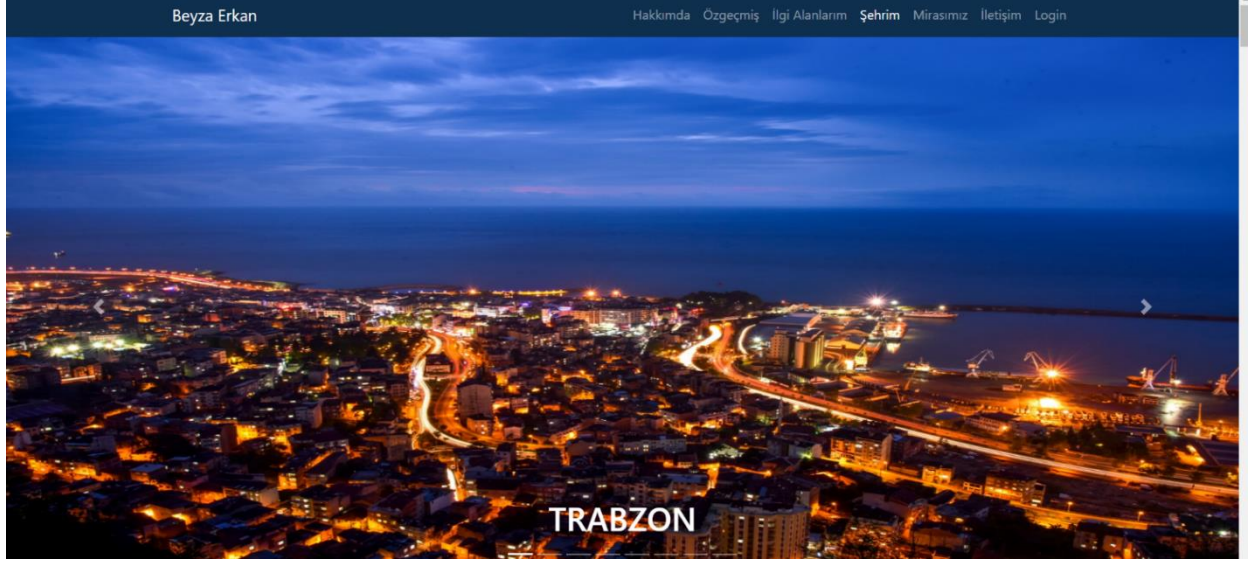 Beyza Erkan
Hakkımda Özgeçmiş İlgi Alanlarım Şehrim Mirasımız İletişim Login
TRABZON